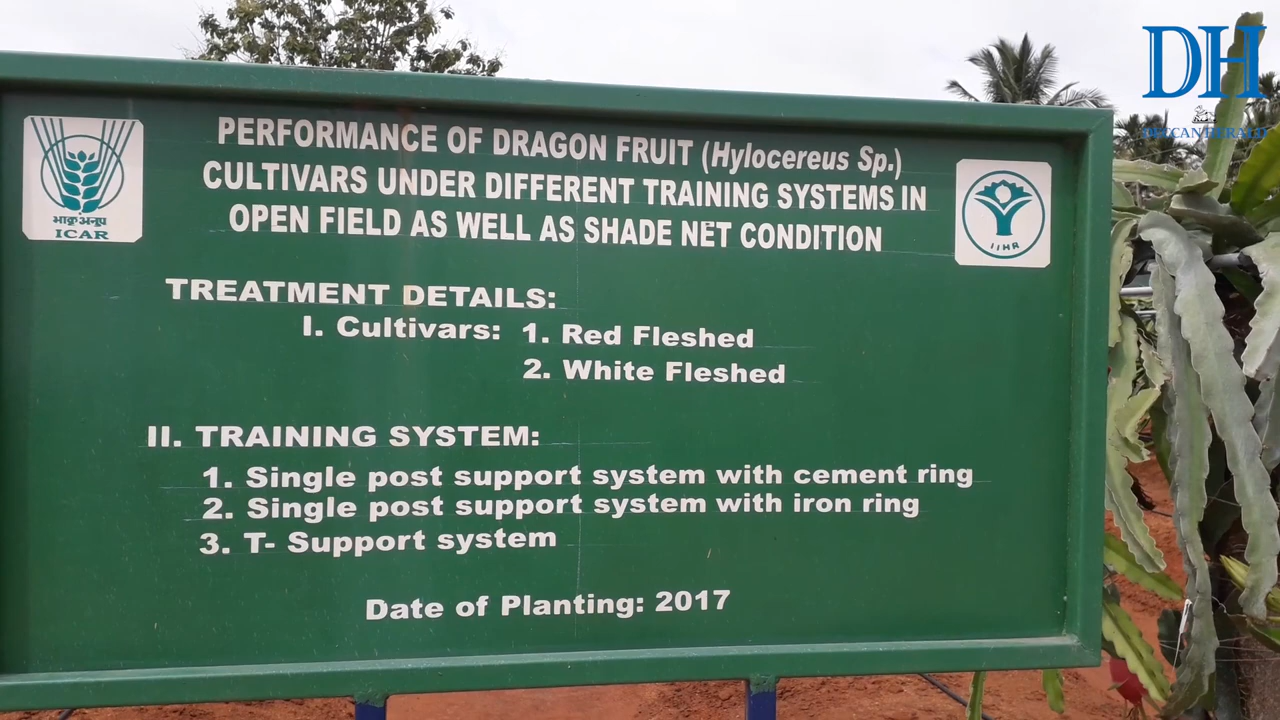 DH
DECCAN HERALD
भाकृअनुप
ICAR
PERFORMANCE OF DRAGON FRUIT (Hylocereus Sp.)
CULTIVARS UNDER DIFFERENT TRAINING SYSTEMS IN
OPEN FIELD AS WELL AS SHADE NET CONDITION
IIHR
TREATMENT DETAILS:
I. Cultivars: 1. Red Fleshed
2. White Fleshed
II. TRAINING SYSTEM:
1. Single post support system with cement ring
2. Single post support system with iron ring
3. T- Support system
Date of Planting: 2017